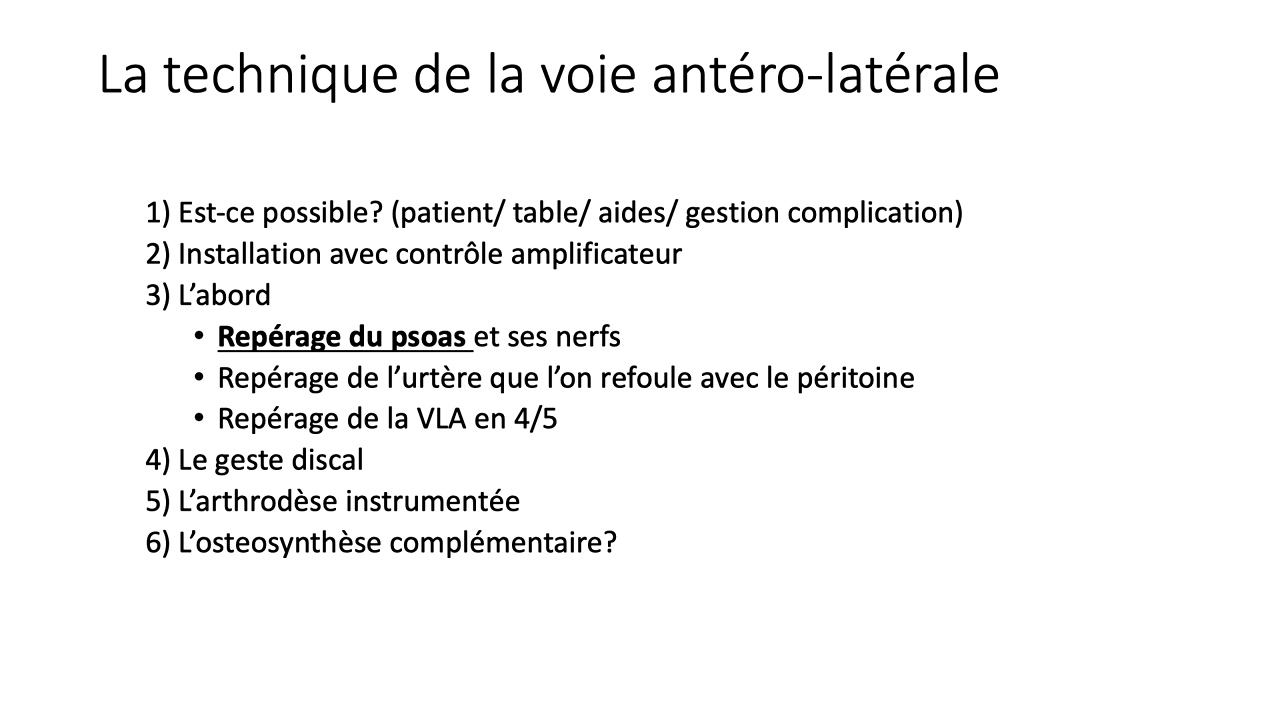 La technique de la voie antéro-latérale
1) Est-ce possible? (patient/ table/ aides/ gestion complication)
2) Installation avec contrôle amplificateur
3) L’abord
• Repérage du psoas et ses nerfs
• Repérage de l’urtère que l’on refoule avec le péritoine
• Repérage de la VLA en 4/5
4) Le geste discal
5) L’arthrodèse instrumentée
6) L’osteosynthèse complémentaire?